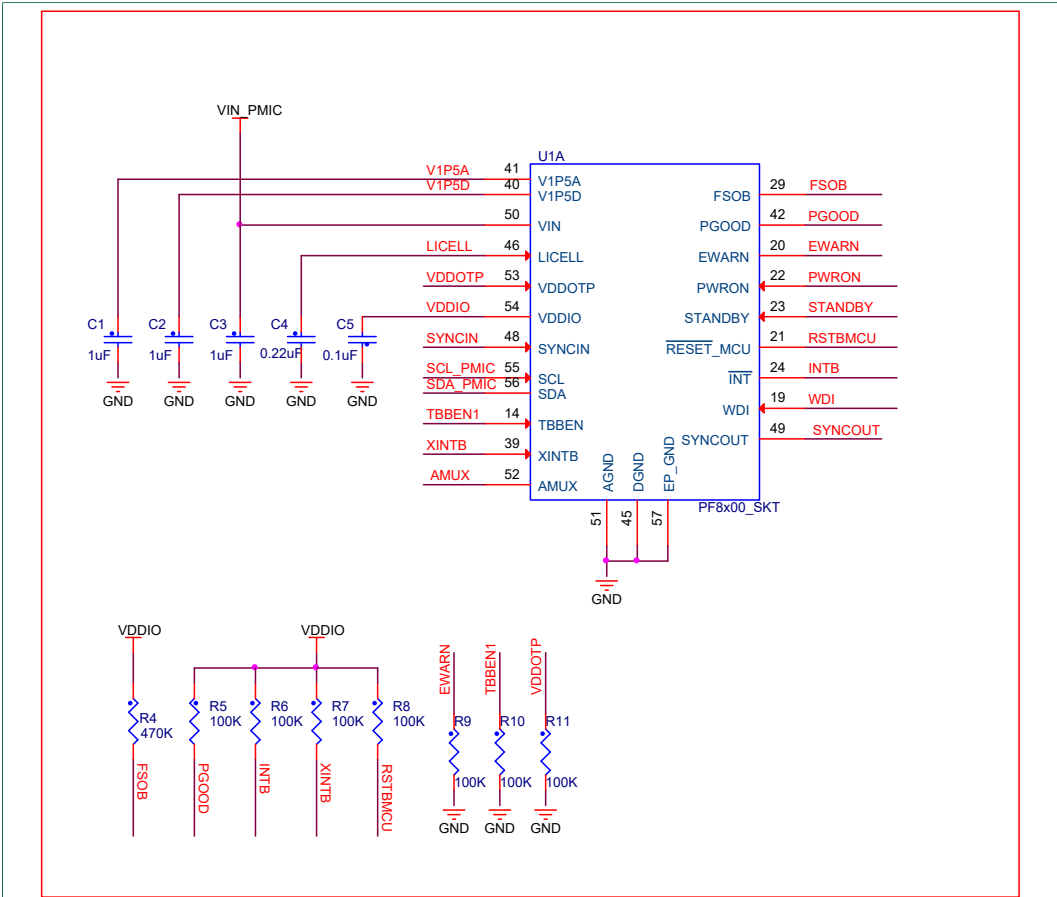 VIN_PMIC
U1A
V1P5A 41 V1P5A
V1P5D 40 V1P5D
FSOB 29 FSOB
50 VIN
PGOOD 42 PGOOD
LICELL 46 LICELL
EWARN 20 EWARN
VDDOTP 53 VDDOTP
PWRON 22 PWRON
VDDIO 54 VDDIO
STANDBY 23 STANDBY
C1 C2 C3 C4 C5
1uF 1uF 1uF 0.22uF 0.1uF
SYNCIN 48 SYNCIN
RESET_MCU 21 RSTBMCU
SCL_PMIC 55 SCL
SDA_PMIC 56 SDA
INT 24 INTB
GND GND GND GND GND
TBBEN1 14 TBBEN
WDI 19 WDI
XINTB 39 XINTB
SYNCOUT 49 SYNCOUT
AMUX 52 AMUX
AGND DGND EP_GND
51 45 57
PF8x00_SKT
GND
VDDIO VDDIO
EWARN TBBEN1 VDDOTP
R4 470K
R5 100K
R6 100K
R7 100K
R8 100K
R9 R10 R11
100K 100K 100K
FSOB PGOOD INTB XINTB RSTBMCU
GND GND GND